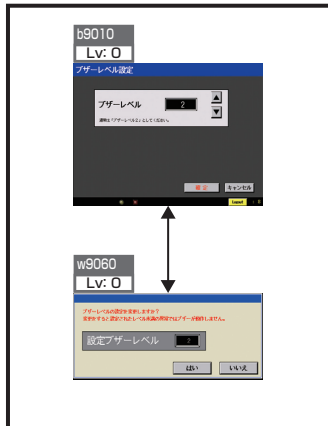 b9010
Lv: 0
ブザーレベル設定
ブザーレベル
2
通常は「ブザーレベル2」としてください。
設 定
キャンセル
w9060
Lv: 0
ブザーレベルの設定を変更しますか？
変更をすると設定されたレベル未満の異常ではブザーが動作しません。
設定ブザーレベル
2
はい
いいえ